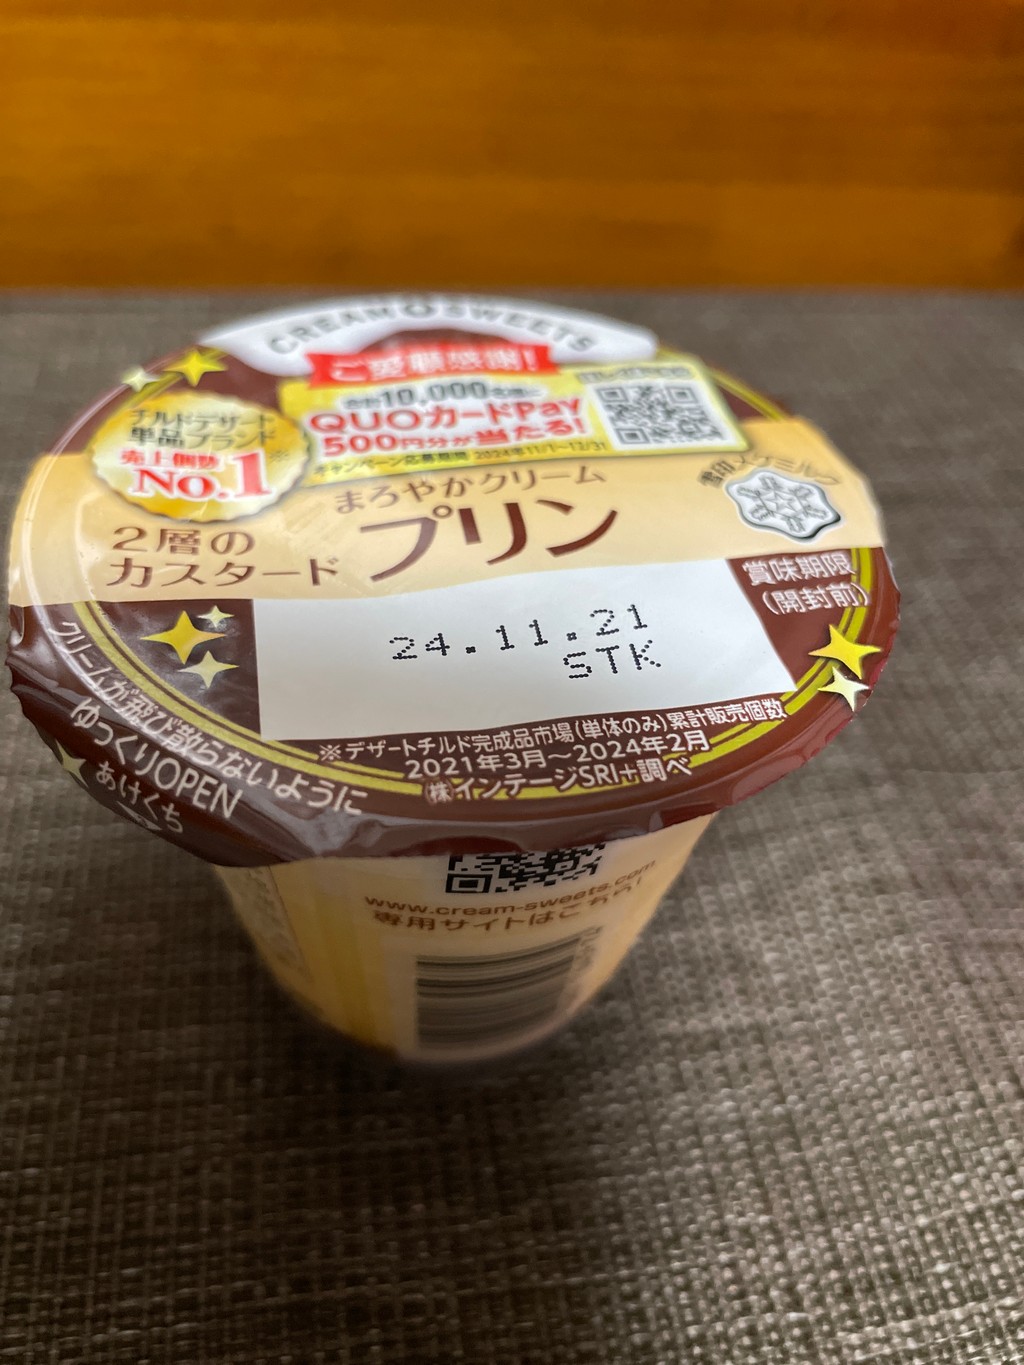 CREAM SWEETS
ご愛顧感謝!
合計10,000名様に
QUOカードPay
500円分が当たる!
キャンペーン応募期間 2024年11/1~12/31
チルドデザート
単品ブランド
売上個数※
No.1
まろやかクリーム
プリン
2層の
カスタード
雪印メグミルク
賞味期限
(開封前)
24.11.21
STK
※デザートチルド完成品市場(単体のみ)累計販売個数
2021年3月~2024年2月
㈱インテージSRI+調べ
クリームが飛び散らないように
ゆっくりOPEN
あけくち
www.cream-sweets.com
専用サイトはこちら!